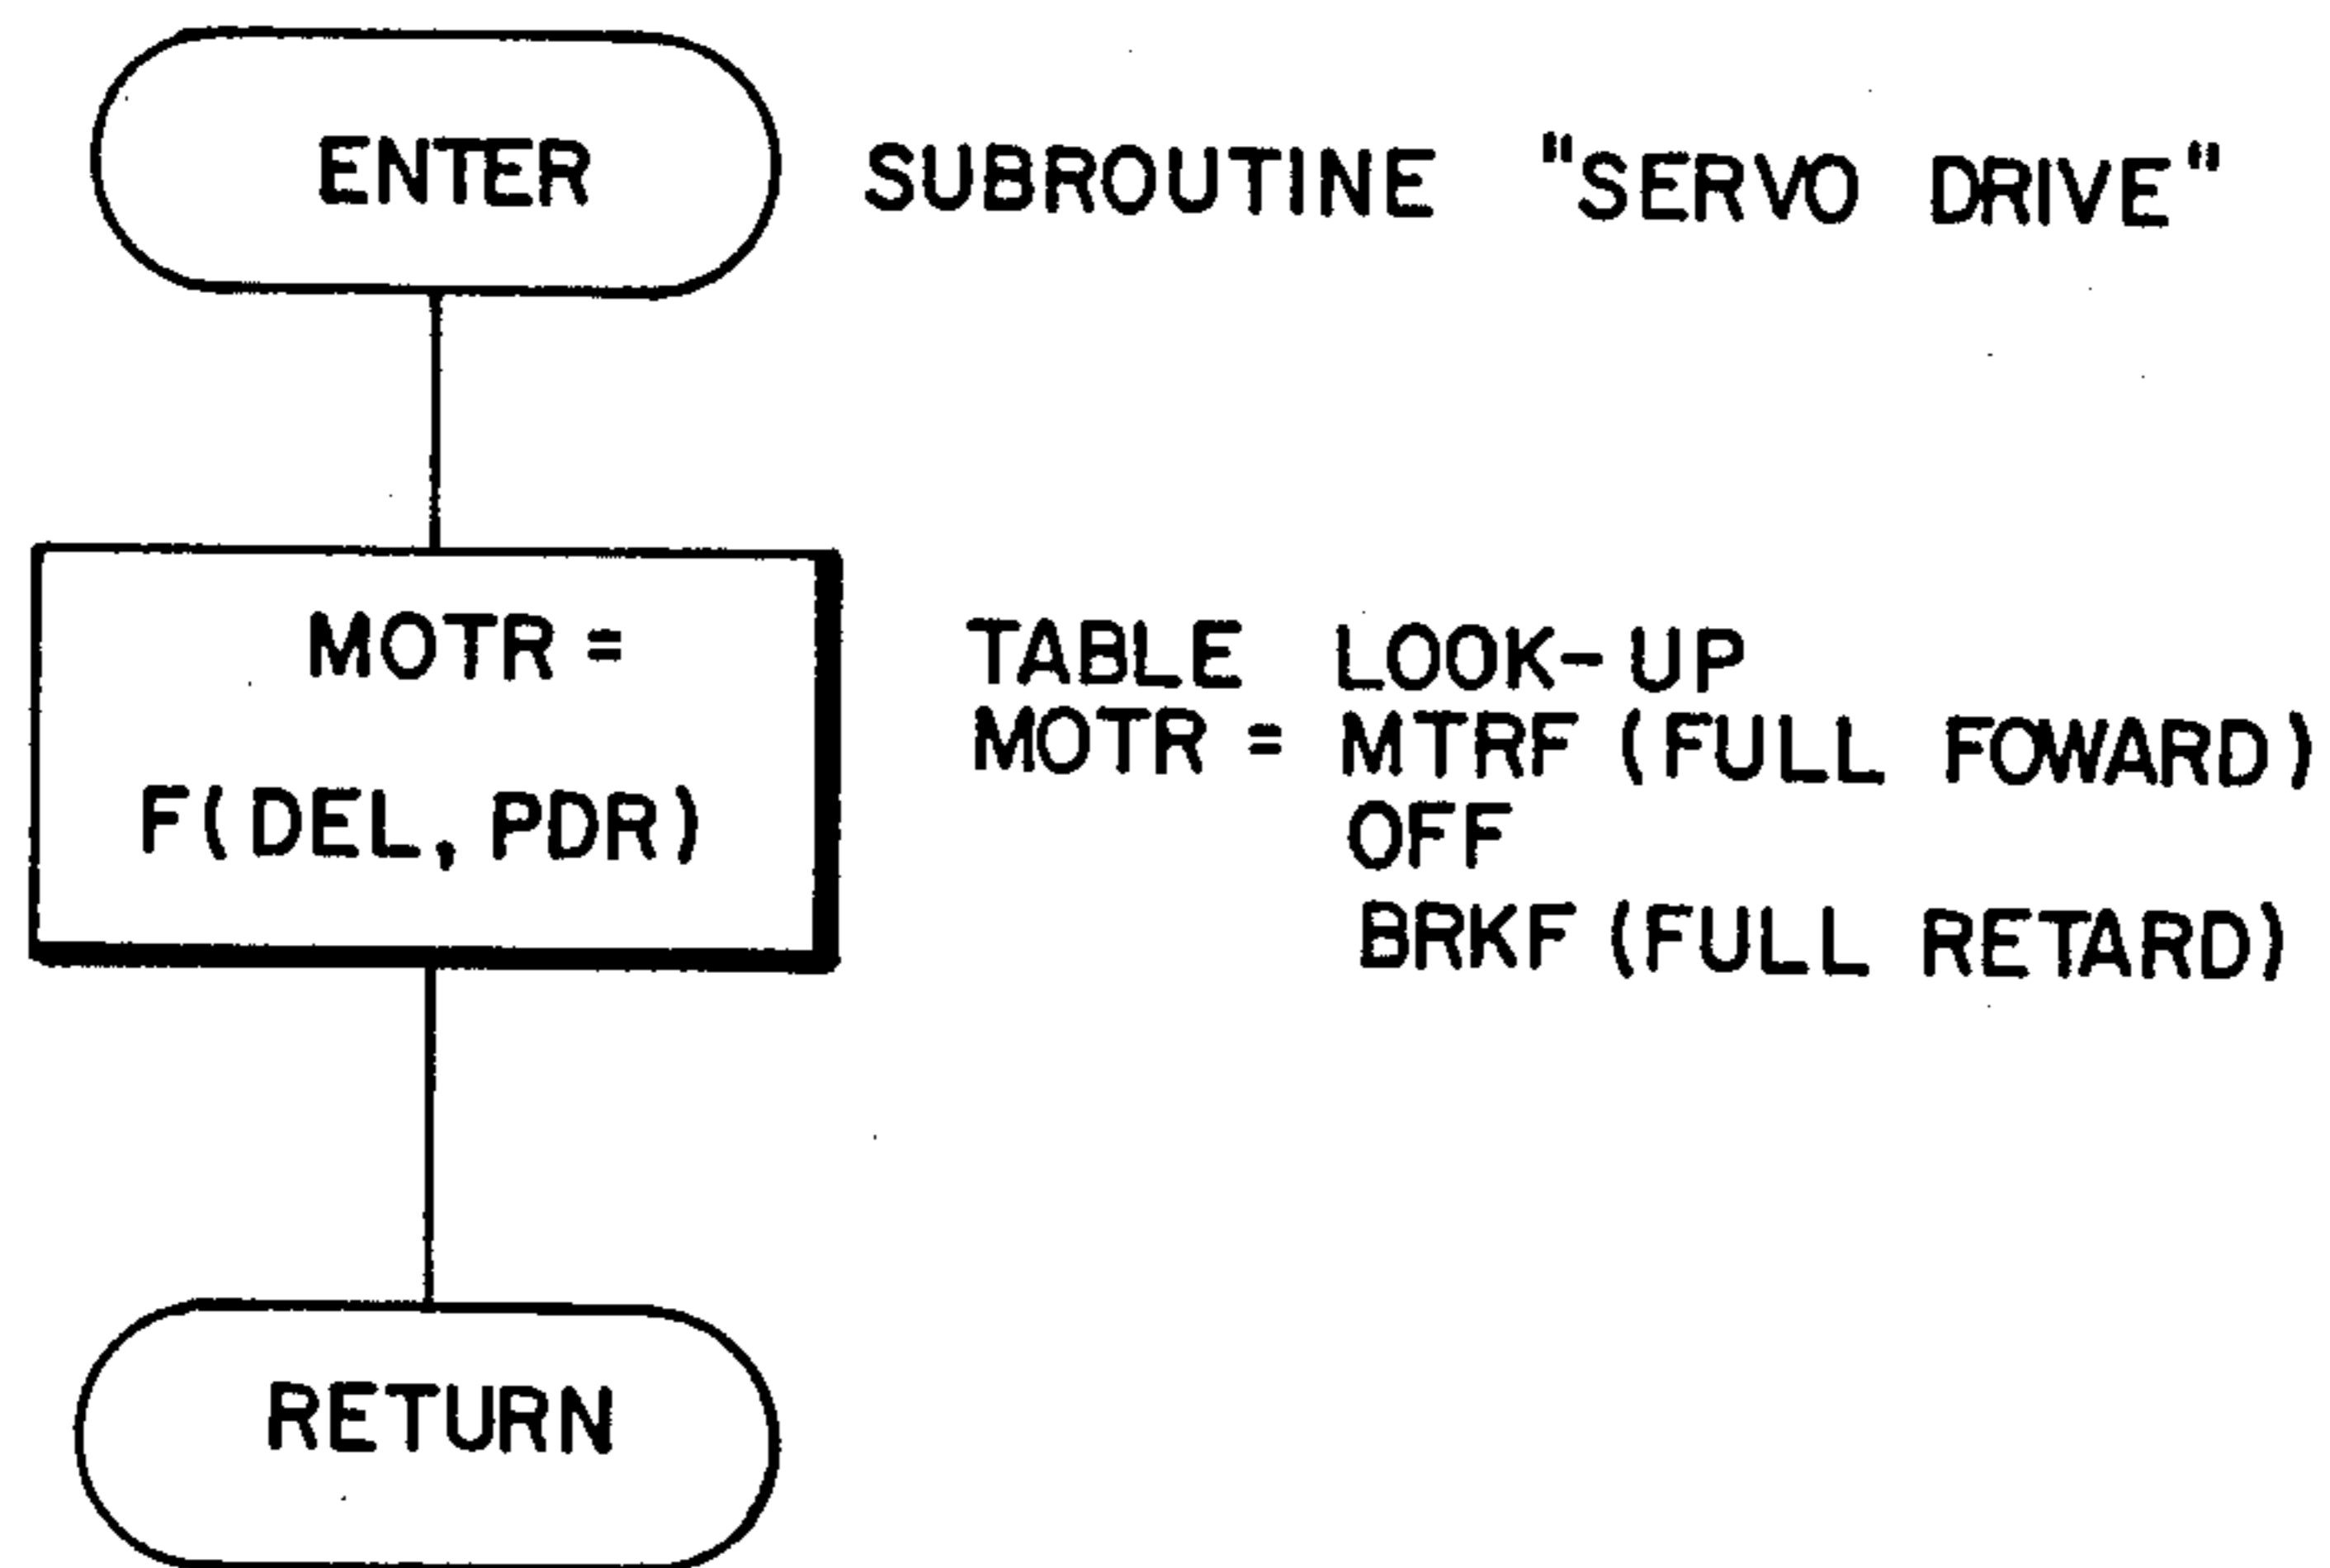 ENTER
SUBROUTINE "SERVO DRIVE"
MOTR =
F(DEL, PDR)
TABLE LOOK-UP
MOTR = MTRF (FULL FOWARD)
OFF
BRKF (FULL RETARD)
RETURN